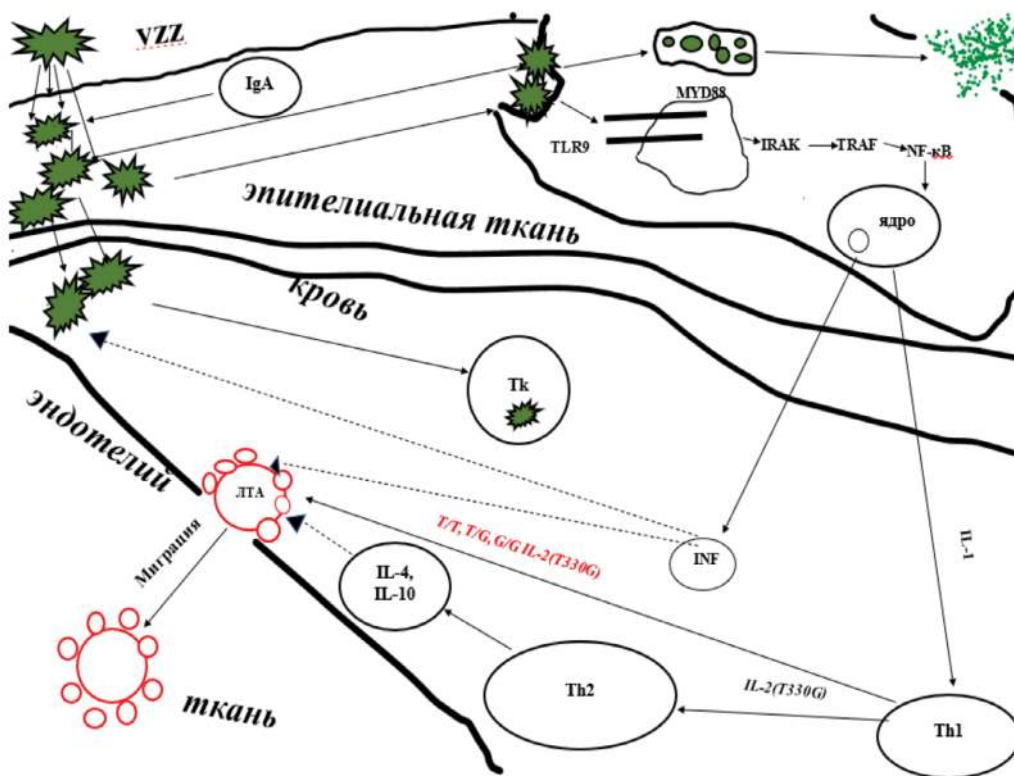 VZZ
IgA
MYD88
TLR9
IRAK
TRAF
NF-κB
эпителиальная ткань
ядро
кровь
Tk
эндотелий
ЛТА
T/T, T/G, G/G IL-2(T330G)
INF
IL-1
Миграция
IL-4,
IL-10
Th2
IL-2(T330G)
Th1
ткань